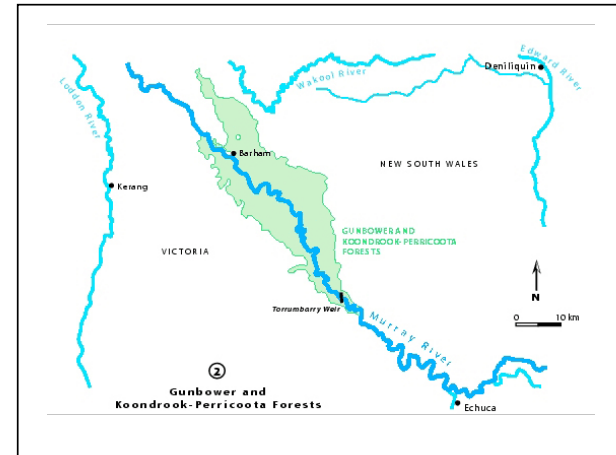 Loddon River
Wakool River
Edward River
Deniliquin
Barham
Kerang
NEW SOUTH WALES
VICTORIA
GUNBOWER AND
KOONDROOK-PERRICOOTA
FORESTS
N
0 10 km
Torrumbarry Weir
Murray River
Echuca
2
Gunbower and
Koondrook-Perricoota Forests